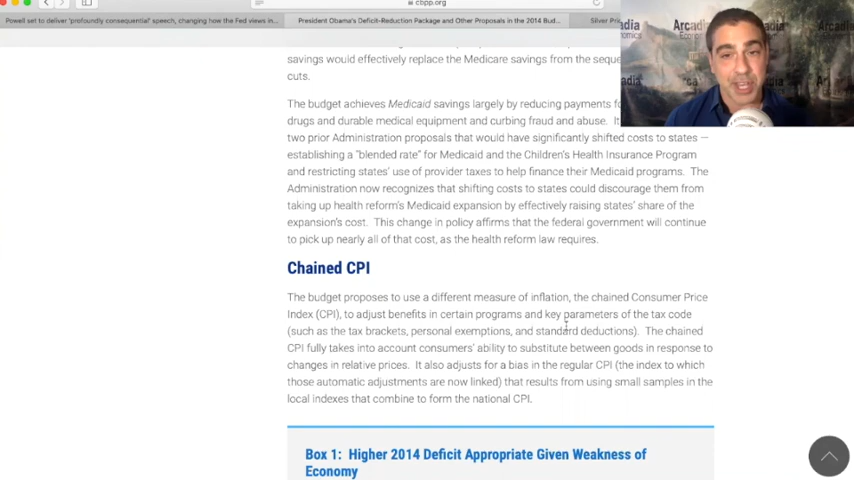 cbpp.org
Powell set to deliver 'profoundly consequential' speech, changing how the Fed views in...
President Obama's Deficit-Reduction Package and Other Proposals in the 2014 Bud...
Silver Pri
savings would effectively replace the Medicare savings from the seque
cuts.
The budget achieves Medicaid savings largely by reducing payments fo
drugs and durable medical equipment and curbing fraud and abuse. It
two prior Administration proposals that would have significantly shifted costs to states —
establishing a "blended rate" for Medicaid and the Children's Health Insurance Program
and restricting states' use of provider taxes to help finance their Medicaid programs. The
Administration now recognizes that shifting costs to states could discourage them from
taking up health reform's Medicaid expansion by effectively raising states' share of the
expansion's cost. This change in policy affirms that the federal government will continue
to pick up nearly all of that cost, as the health reform law requires.
Chained CPI
The budget proposes to use a different measure of inflation, the chained Consumer Price
Index (CPI), to adjust benefits in certain programs and key parameters of the tax code
(such as the tax brackets, personal exemptions, and standard deductions). The chained
CPI fully takes into account consumers' ability to substitute between goods in response to
changes in relative prices. It also adjusts for a bias in the regular CPI (the index to which
those automatic adjustments are now linked) that results from using small samples in the
local indexes that combine to form the national CPI.
Box 1: Higher 2014 Deficit Appropriate Given Weakness of
Economy
Arcadia
Economics